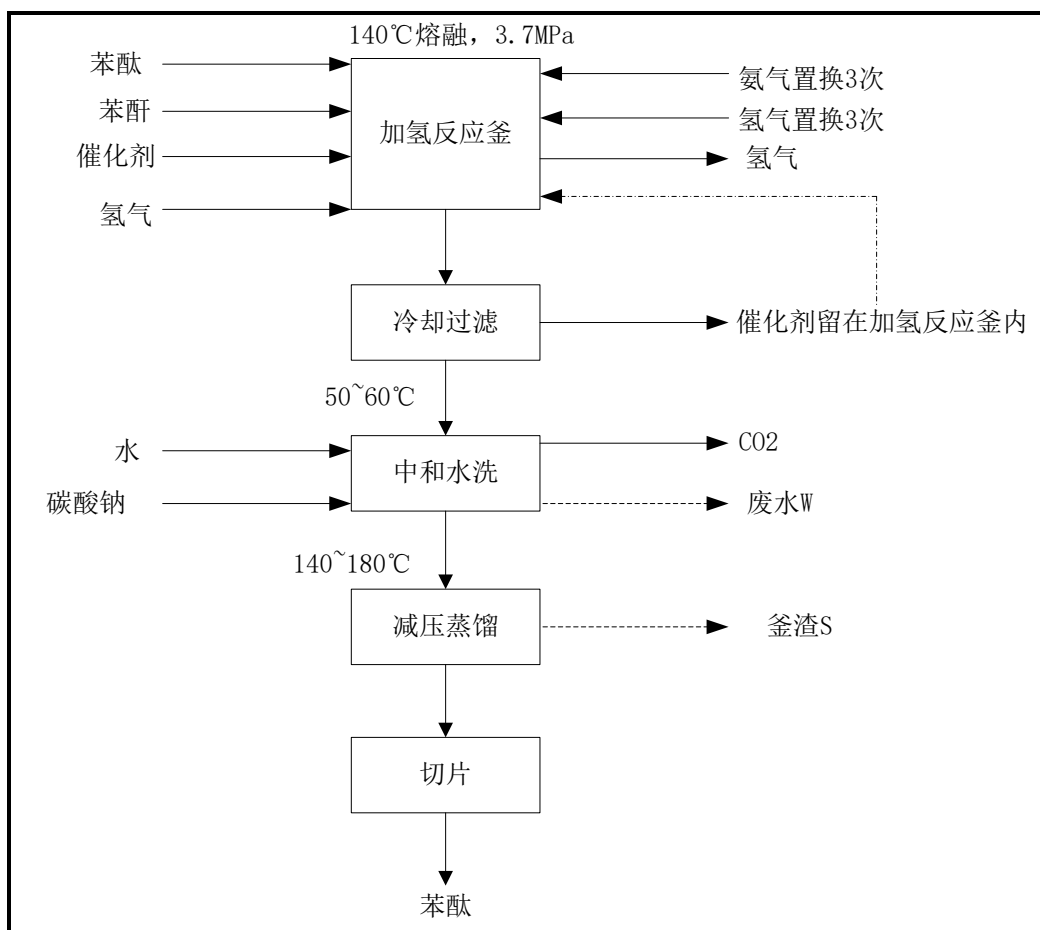 140℃熔融，3.7MPa
苯酞
氨气置换3次
苯酐
加氢反应釜
氢气置换3次
催化剂
氢气
氢气
冷却过滤
催化剂留在加氢反应釜内
50~60℃
水
中和水洗
CO2
碳酸钠
废水W
140~180℃
减压蒸馏
釜渣S
切片
苯酞